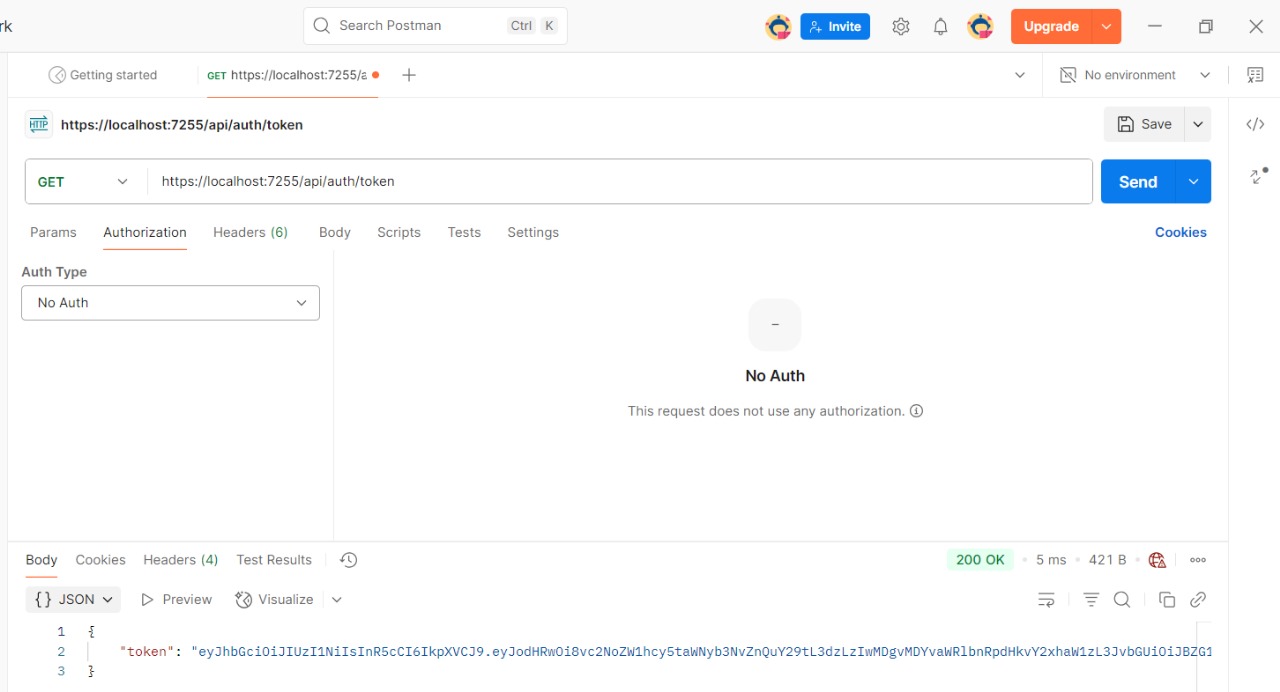 rk
Search Postman Ctrl K
Invite
Upgrade
Getting started
GET https://localhost:7255/a
No environment
HTTP https://localhost:7255/api/auth/token
Save
GET https://localhost:7255/api/auth/token
Send
Params Authorization Headers (6) Body Scripts Tests Settings
Cookies
Auth Type
No Auth
No Auth
This request does not use any authorization.
Body Cookies Headers (4) Test Results
200 OK • 5 ms • 421 B •
{} JSON Preview Visualize
1 {
2 "token": "eyJhbGciOiJIUzI1NiIsInR5cCI6IkpXVCJ9.eyJodHRwOi8vc2NoZW1hcy5taWNyb3NvZnQuY29tL3dzLzIwMDgvMDYvaWRlbnRpdHkvY2xhaW1zL3JvbGUiOiJBZG1
3 }